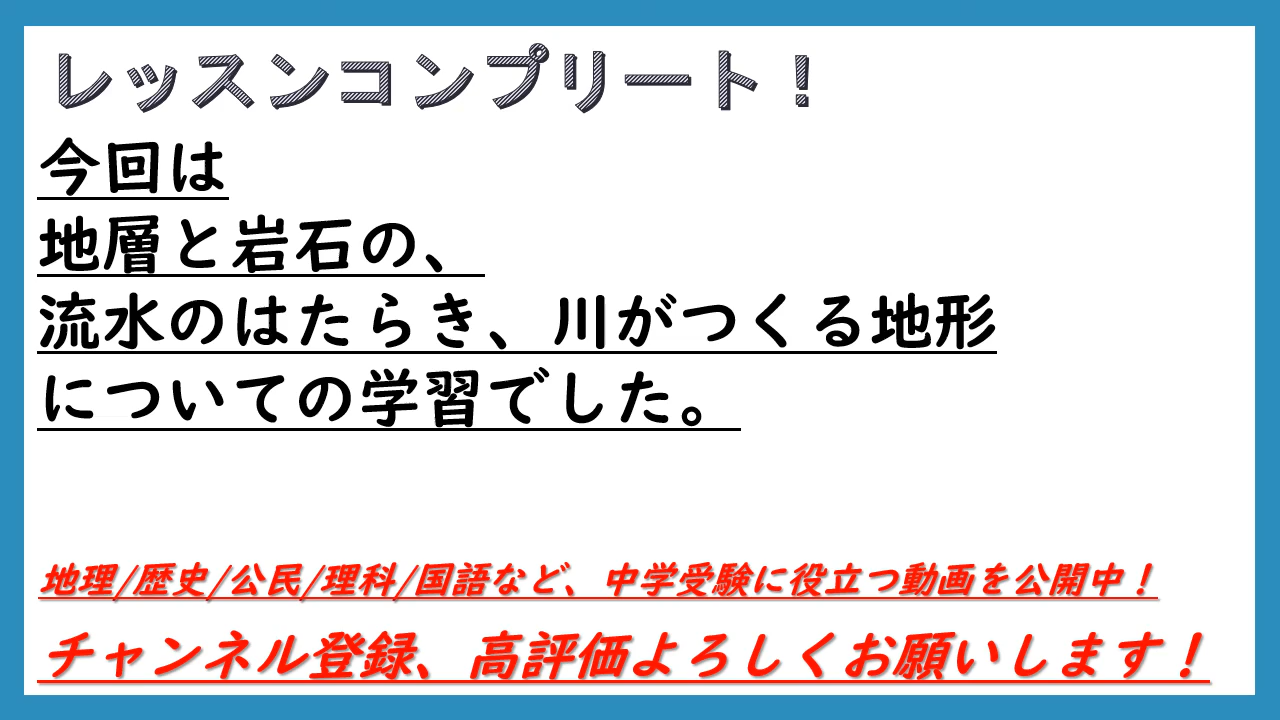 レッスンコンプリート！
今回は
地層と岩石の、
流水のはたらき、川がつくる地形
についての学習でした。
地理/歴史/公民/理科/国語など、中学受験に役立つ動画を公開中！
チャンネル登録、高評価よろしくお願いします！